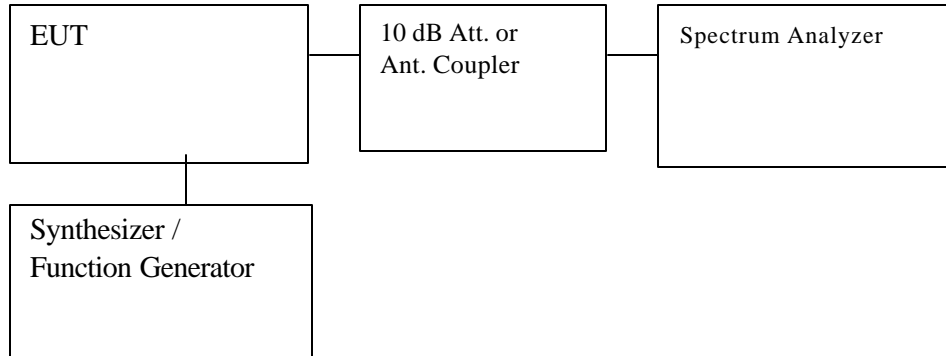 EUT
10 dB Att. or
Ant. Coupler
Spectrum Analyzer
Synthesizer /
Function Generator